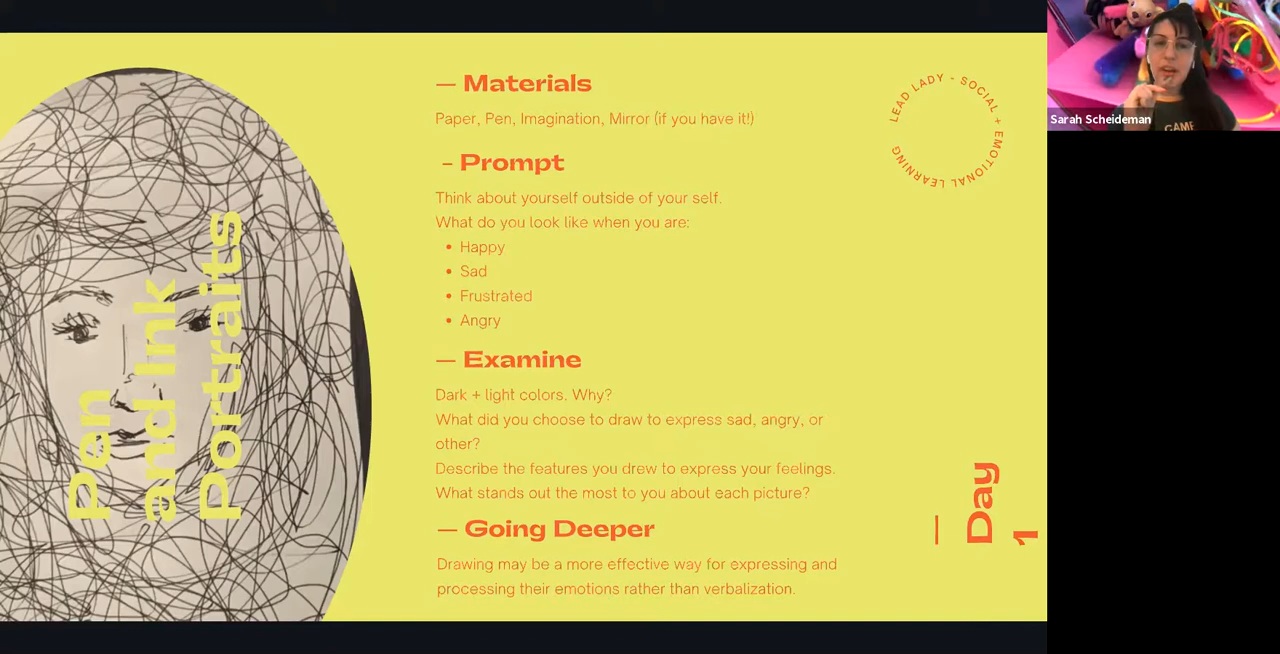 Pen
and Ink
Portraits
— Materials
Paper, Pen, Imagination, Mirror (if you have it!)
– Prompt
Think about yourself outside of your self.
What do you look like when you are:
• Happy
• Sad
• Frustrated
• Angry
— Examine
Dark + light colors. Why?
What did you choose to draw to express sad, angry, or
other?
Describe the features you drew to express your feelings.
What stands out the most to you about each picture?
— Going Deeper
Drawing may be a more effective way for expressing and
processing their emotions rather than verbalization.
LEAD LADY - SOCIAL + EMOTIONAL LEARNING
—
Day
1
Sarah Scheideman
GAME